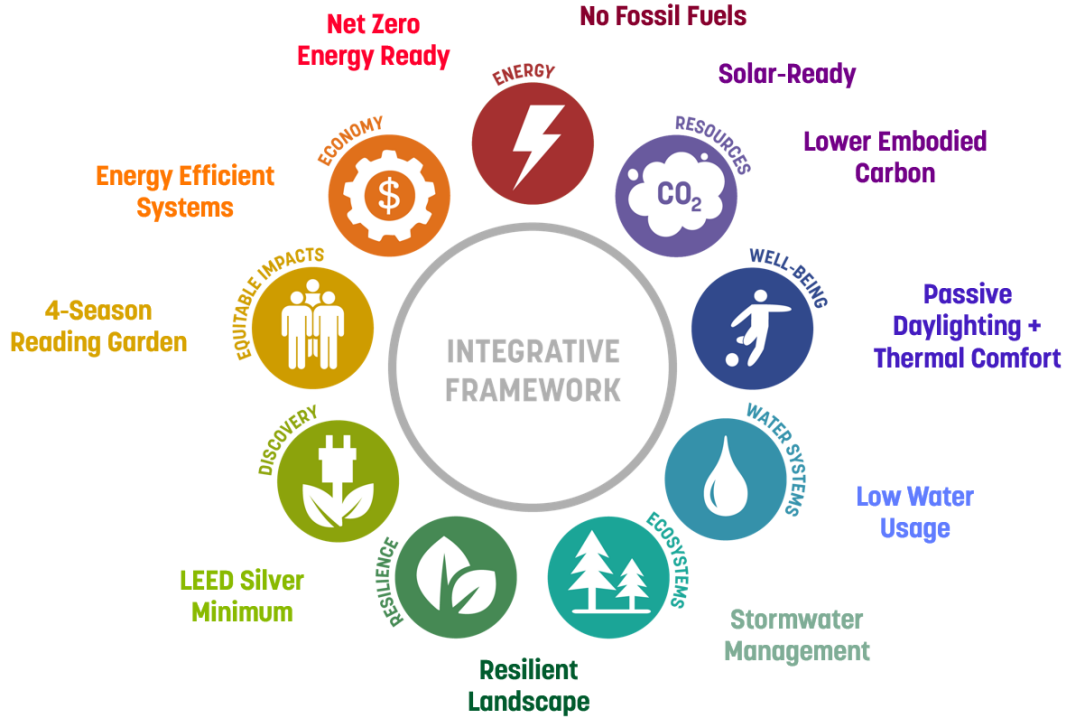 No Fossil Fuels
Net Zero
Energy Ready
ENERGY
Solar-Ready
ECONOMY
$
RESOURCES
CO2
Lower Embodied
Carbon
Energy Efficient
Systems
EQUITABLE IMPACTS
WELL-BEING
4-Season
Reading Garden
Passive
Daylighting +
Thermal Comfort
INTEGRATIVE
FRAMEWORK
DISCOVERY
WATER SYSTEMS
Low Water
Usage
RESILIENCE
ECOSYSTEMS
LEED Silver
Minimum
Stormwater
Management
Resilient
Landscape